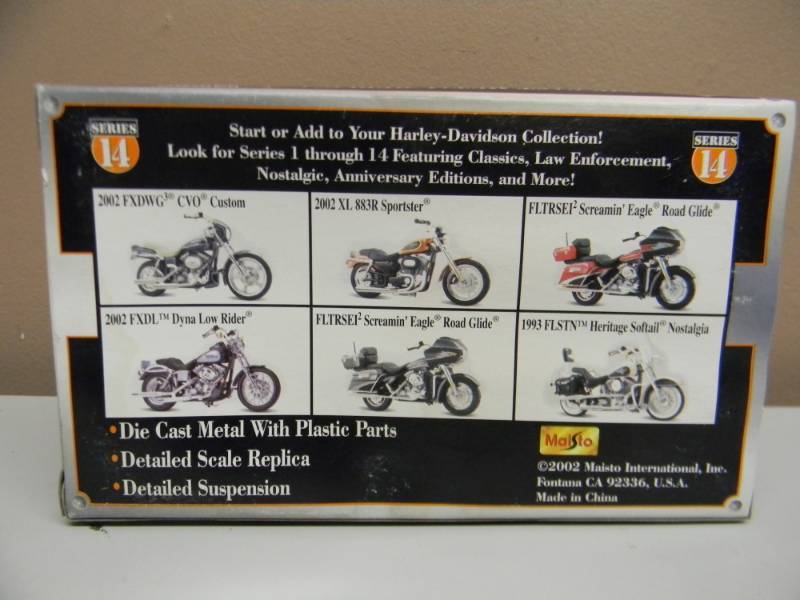 SERIES
14
Start or Add to Your Harley-Davidson Collection!
Look for Series 1 through 14 Featuring Classics, Law Enforcement,
Nostalgic, Anniversary Editions, and More!
SERIES
14
2002 FXDWG³® CVO® Custom
2002 XL 883R Sportster®
FLTRSEI² Screamin' Eagle® Road Glide®
2002 FXDL™ Dyna Low Rider®
FLTRSEI² Screamin' Eagle® Road Glide®
1993 FLSTN™ Heritage Softail® Nostalgia
•Die Cast Metal With Plastic Parts
•Detailed Scale Replica
•Detailed Suspension
Maisto
©2002 Maisto International, Inc.
Fontana CA 92336, U.S.A.
Made in China